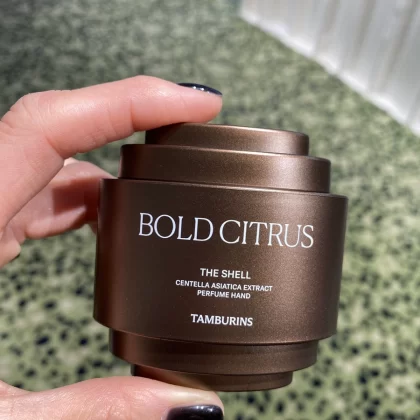 BOLD CITRUS
THE SHELL
CENTELLA ASIATICA EXTRACT
PERFUME HAND
TAMBURINS